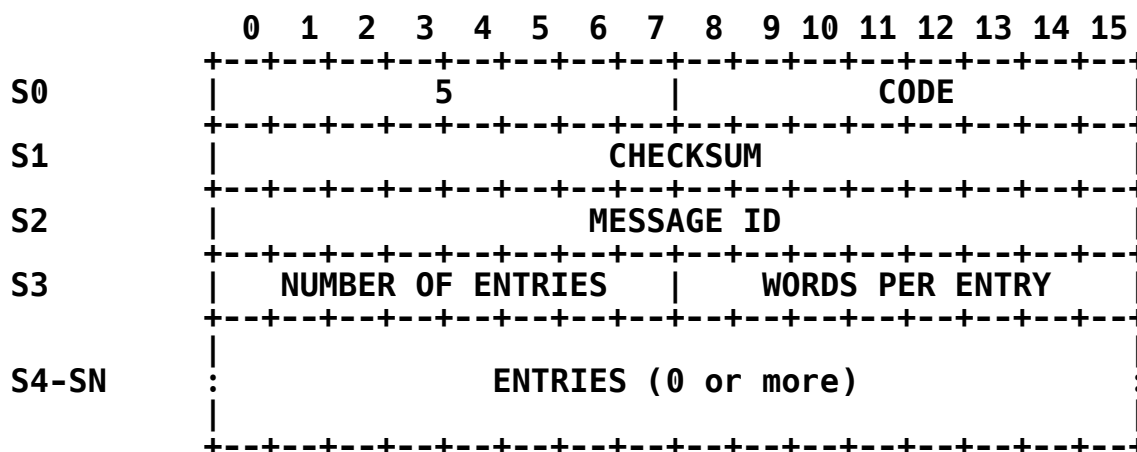 0  1  2  3  4  5  6  7  8  9 10 11 12 13 14 15
            +--+--+--+--+--+--+--+--+--+--+--+--+--+--+--+--+
S0          |           5           |          CODE         |
            +--+--+--+--+--+--+--+--+--+--+--+--+--+--+--+--+
S1          |                    CHECKSUM                   |
            +--+--+--+--+--+--+--+--+--+--+--+--+--+--+--+--+
S2          |                   MESSAGE ID                  |
            +--+--+--+--+--+--+--+--+--+--+--+--+--+--+--+--+
S3          |   NUMBER OF ENTRIES   |    WORDS PER ENTRY    |
            +--+--+--+--+--+--+--+--+--+--+--+--+--+--+--+--+
            |                                               |
S4-SN       :              ENTRIES (0 or more)              :
            |                                               |
            +--+--+--+--+--+--+--+--+--+--+--+--+--+--+--+--+